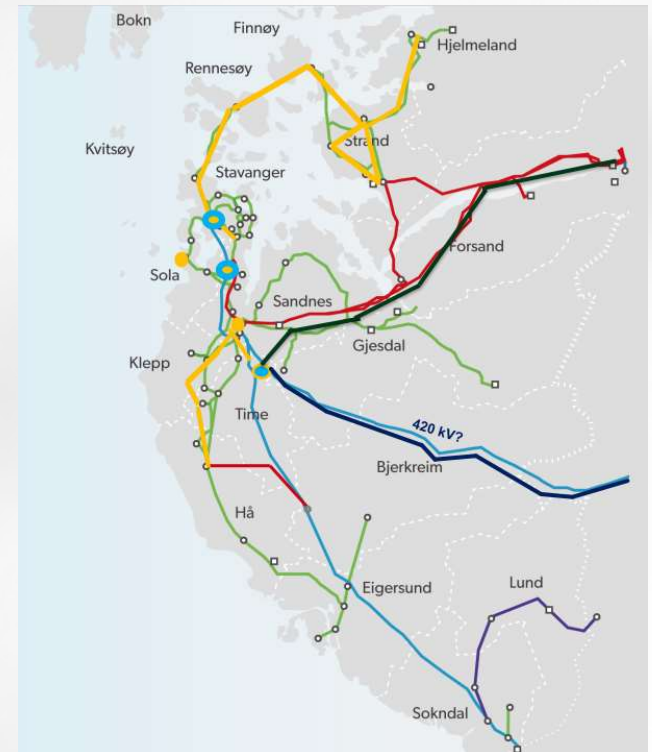 Bokn
Finnøy
Hjelmeland
Rennesøy
Strand
Kvitsøy
Stavanger
Forsand
Sola
Sandnes
Gjesdal
Klepp
Time
420 kV?
Bjerkreim
Hå
Eigersund
Lund
Sokndal